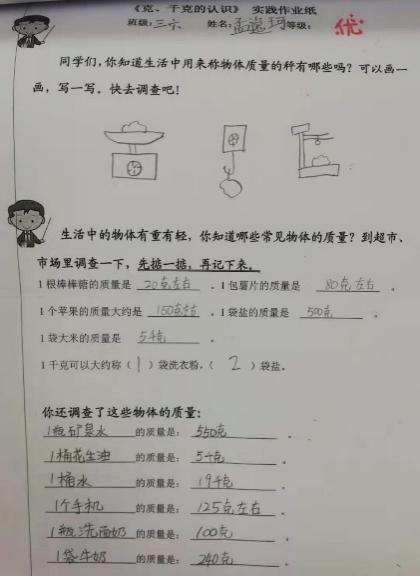 《克、千克的认识》 实践作业纸
班级：三六 姓名：孟逸珂 等级： 优
同学们，你知道生活中用来称物体质量的秤有哪些吗？可以画一
画，写一写。快去调查吧！
生活中的物体有重有轻，你知道哪些常见物体的质量？到超市、
市场里调查一下，先掂一掂，再记下来。
1 根棒棒糖的质量是 20克左右 。1 包薯片的质量是 80克左右 。
1 个苹果的质量大约是 150克左右 。1 袋盐的质量是 500克 。
1 袋大米的质量是 5千克 。
1 千克可以大约称（ 1 ）袋洗衣粉，（ 2 ）袋盐。
你还调查了这些物体的质量：
1瓶矿泉水 的质量是： 550克 。
1桶花生油 的质量是： 5千克 。
1桶水 的质量是： 19千克 。
1个手机 的质量是： 125克左右 。
1瓶洗面奶 的质量是： 100克 。
1袋牛奶 的质量是： 240克 。